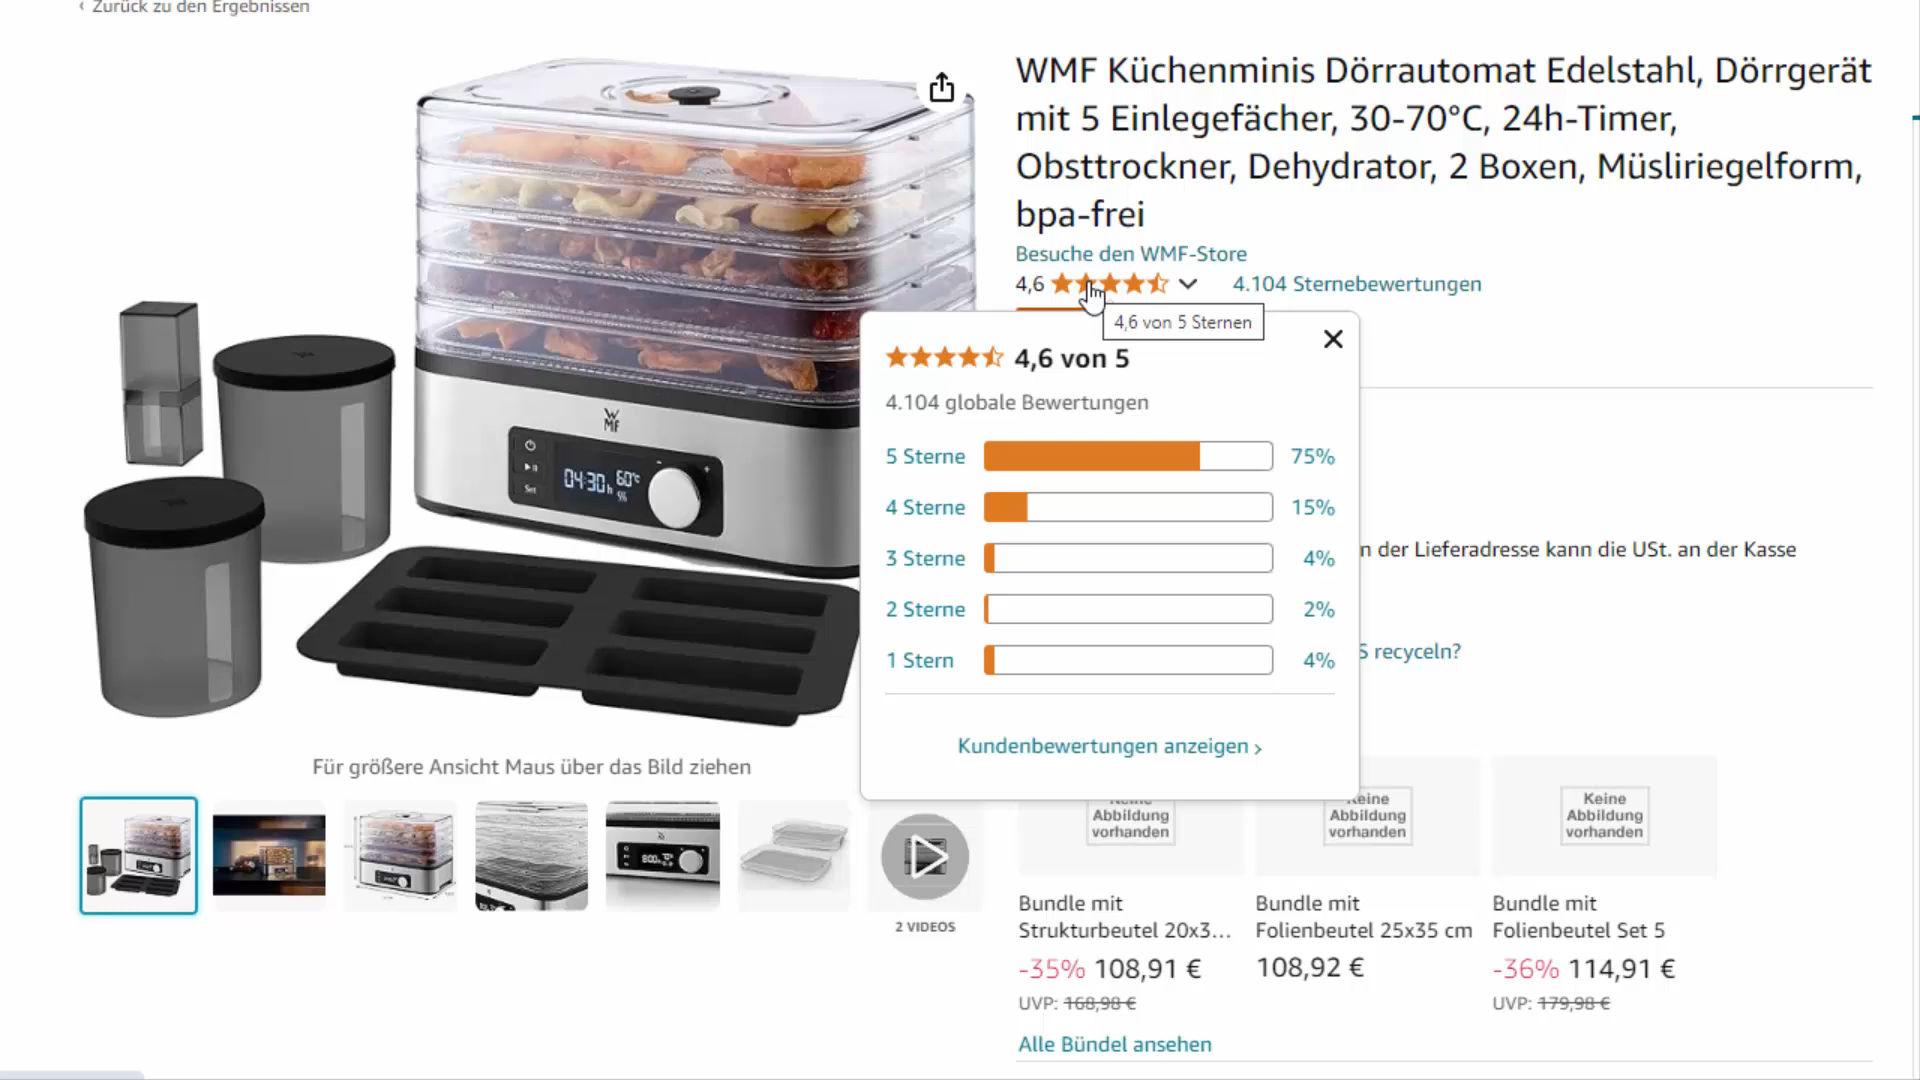 ‹ Zurück zu den Ergebnissen
WMF Küchenminis Dörrautomat Edelstahl, Dörrgerät
mit 5 Einlegefächer, 30-70°C, 24h-Timer,
Obsttrockner, Dehydrator, 2 Boxen, Müsliriegelform,
bpa-frei
Besuche den WMF-Store
4,6
4.104 Sternebewertungen
4,6 von 5 Sternen
4,6 von 5
4.104 globale Bewertungen
5 Sterne 75%
4 Sterne 15%
3 Sterne 4%
2 Sterne 2%
1 Stern 4%
Kundenbewertungen anzeigen ›
n der Lieferadresse kann die USt. an der Kasse
S recyceln?
WMF
Set
04:30h 60°C
Für größere Ansicht Maus über das Bild ziehen
2 VIDEOS
Keine
Abbildung
vorhanden
Keine
Abbildung
vorhanden
Keine
Abbildung
vorhanden
Bundle mit
Strukturbeutel 20x3...
-35% 108,91 €
UVP: 168,98 €
Bundle mit
Folienbeutel 25x35 cm
108,92 €
Bundle mit
Folienbeutel Set 5
-36% 114,91 €
UVP: 179,98 €
Alle Bündel ansehen